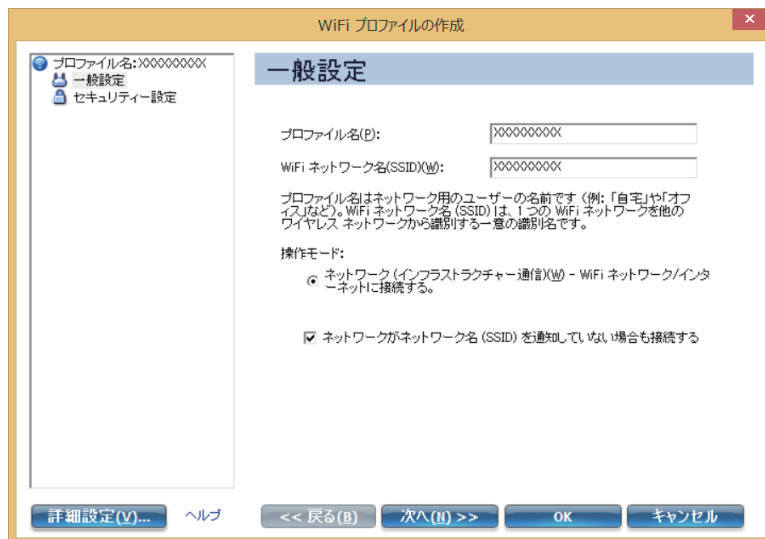 WiFi プロファイルの作成
プロファイル名:XXXXXXXXX
一般設定
セキュリティー設定
一般設定
プロファイル名(P):
XXXXXXXXX
WiFi ネットワーク名(SSID)(W):
XXXXXXXXX
プロファイル名はネットワーク用のユーザーの名前です (例: 「自宅」や「オフ
ィス」など)。WiFi ネットワーク名 (SSID) は、1 つの WiFi ネットワークを他の
ワイヤレス ネットワークから識別する一意の識別名です。
操作モード:
ネットワーク (インフラストラクチャー通信)(W) - WiFi ネットワーク/インタ
ーネットに接続する。
ネットワークがネットワーク名 (SSID) を通知していない場合も接続する
詳細設定(V)...
ヘルプ
<< 戻る(B)
次へ(N) >>
OK
キャンセル